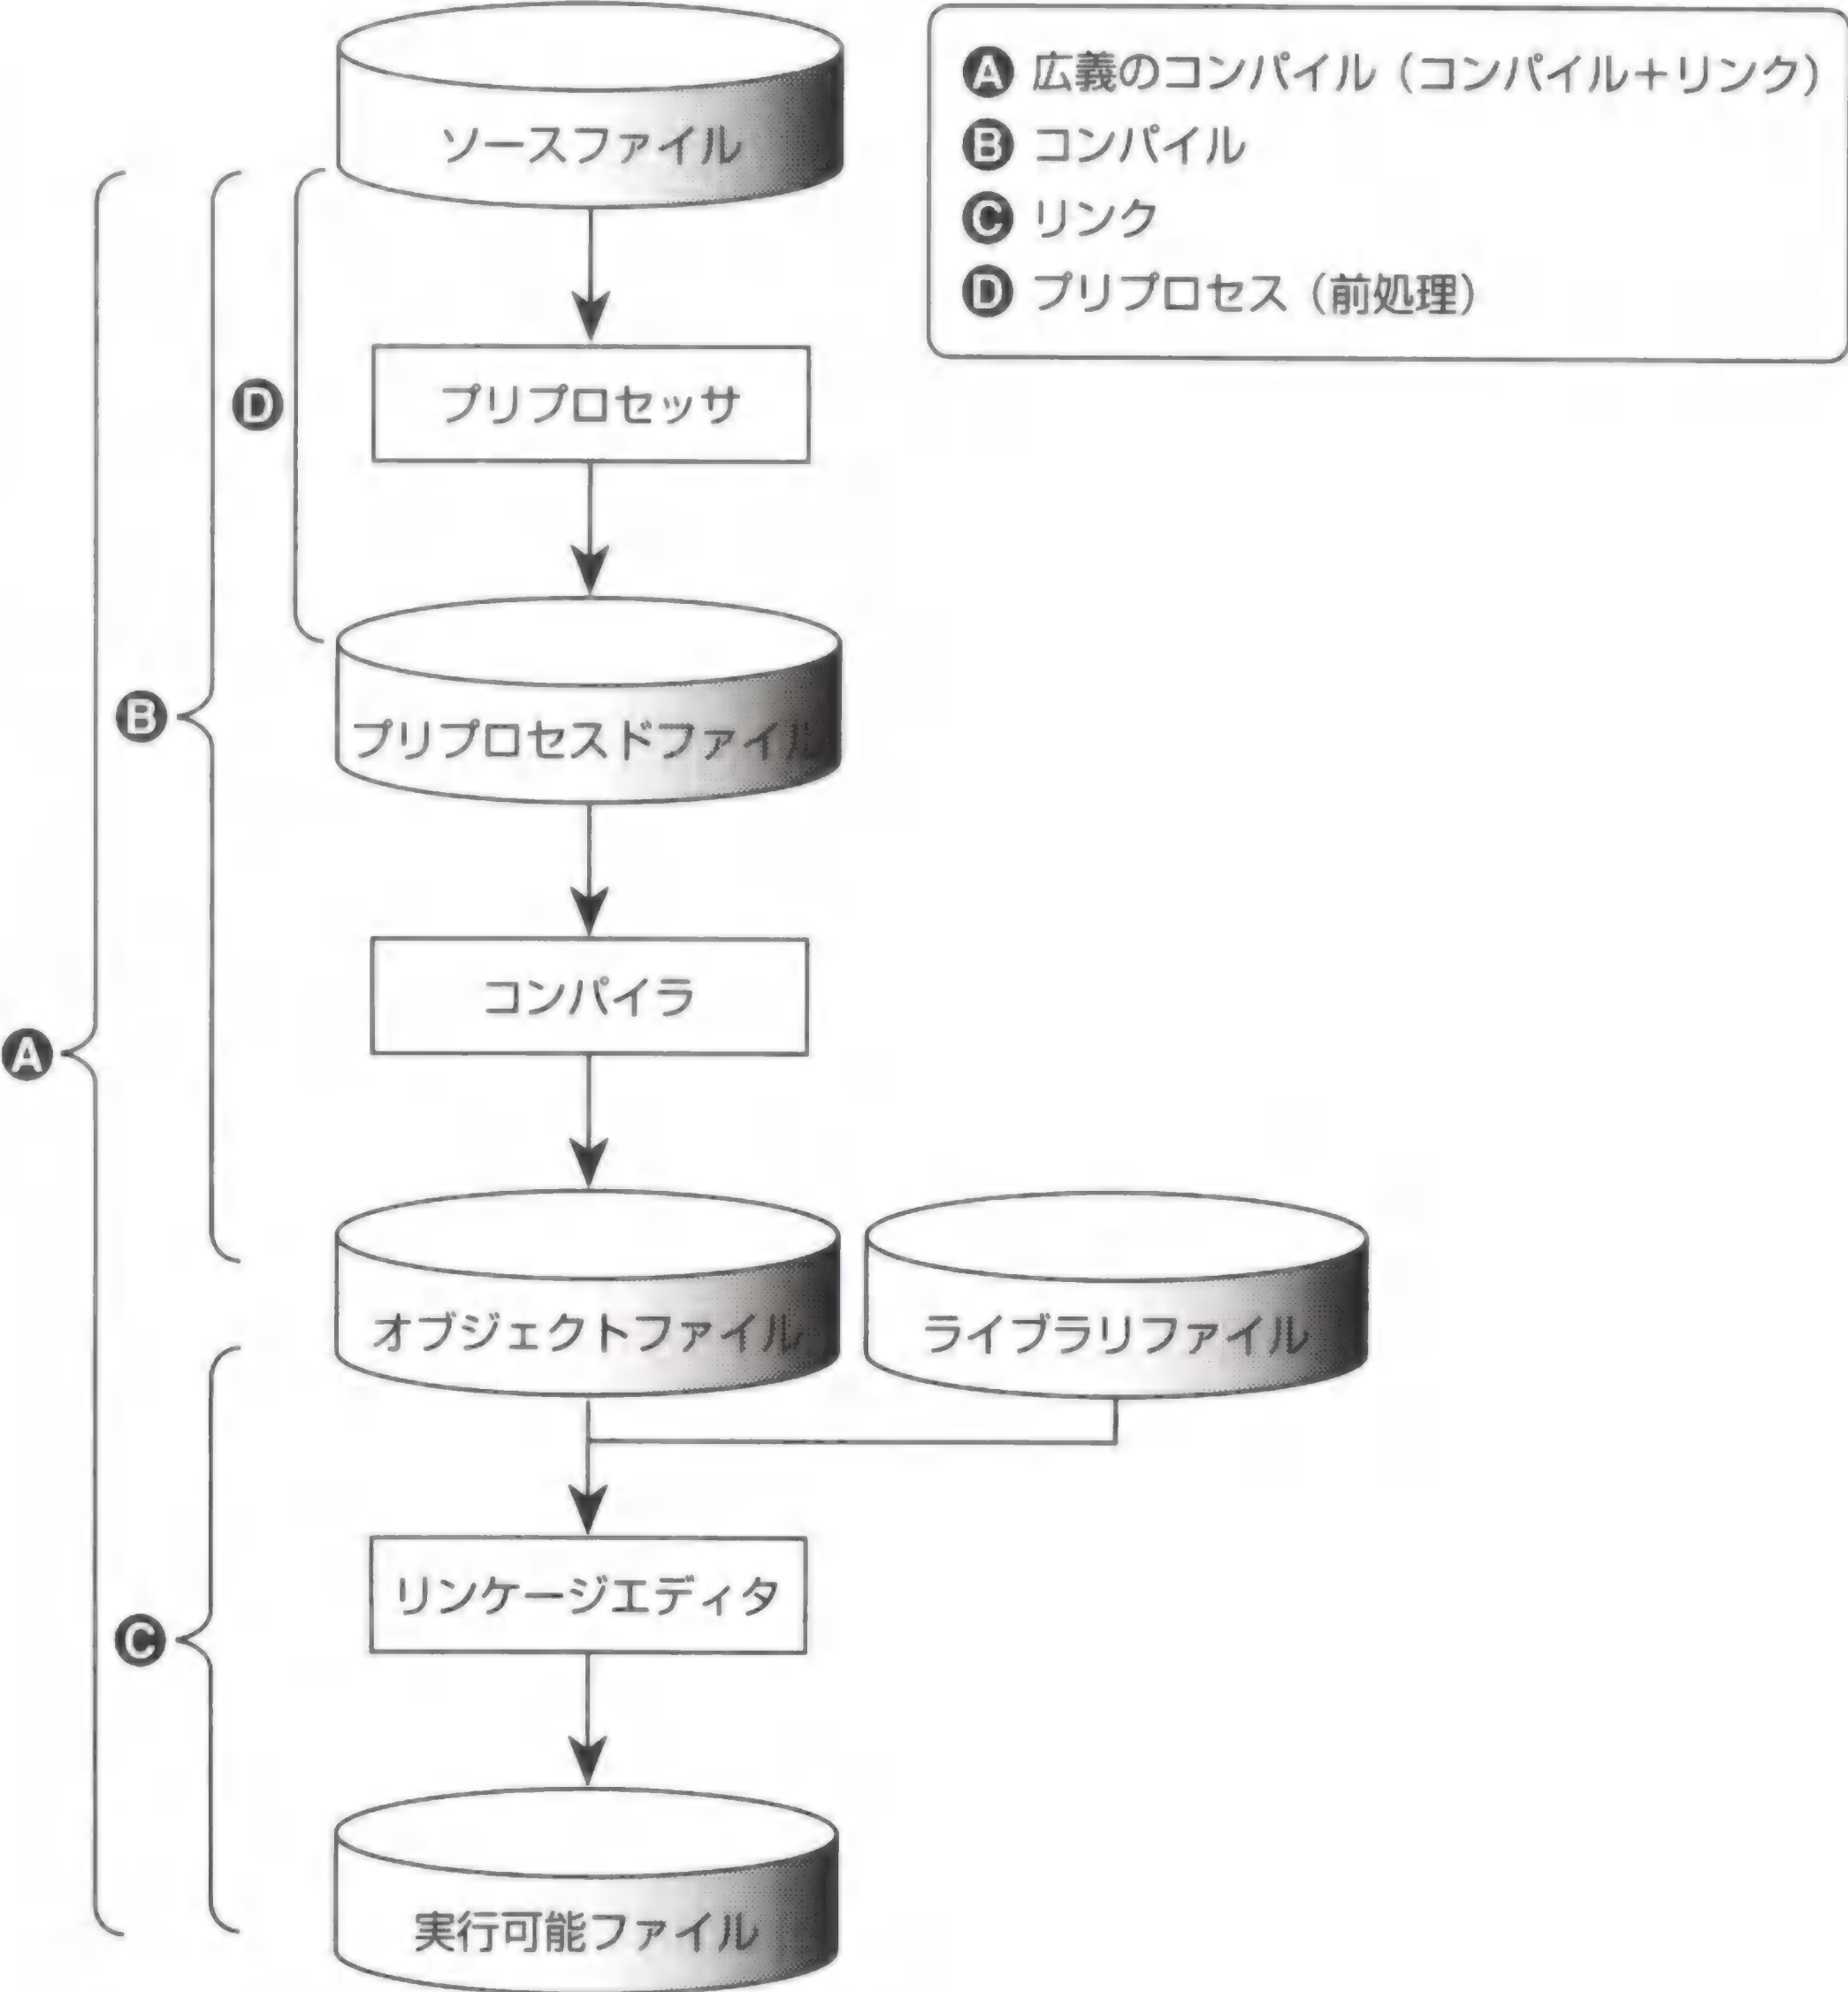 ソースファイル
A 広義のコンパイル（コンパイル＋リンク）
B コンパイル
C リンク
D プリプロセス（前処理）
プリプロセッサ
D
プリプロセスドファイル
B
コンパイラ
A
オブジェクトファイル
ライブラリファイル
リンケージエディタ
C
実行可能ファイル